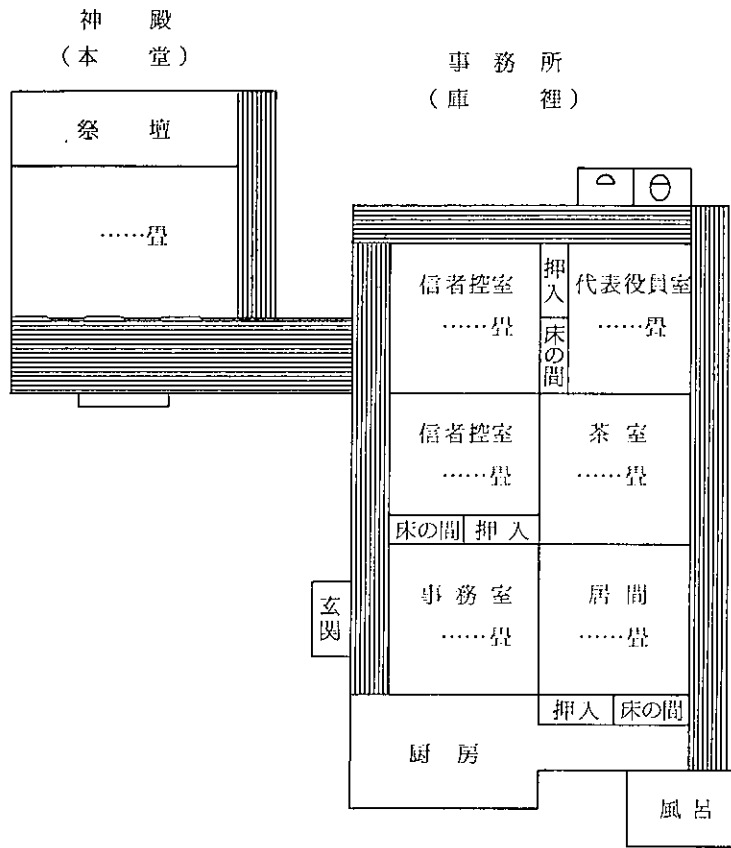 神殿
（本堂）
事務所
（庫裡）
祭壇
……畳
信者控室
……畳
押入
床の間
代表役員室
……畳
信者控室
……畳
茶室
……畳
床の間
押入
玄関
事務室
……畳
居間
……畳
押入
床の間
厨房
風呂